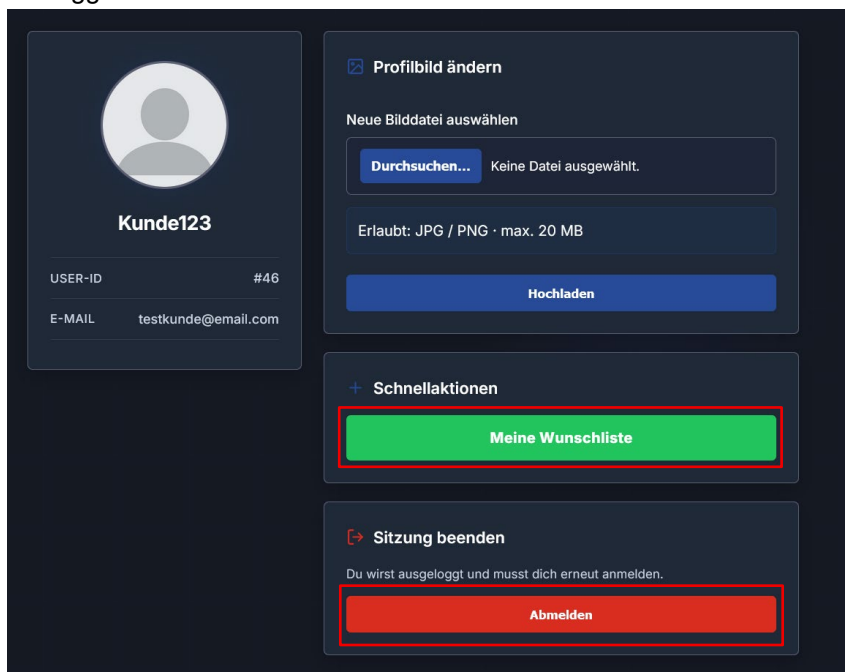 Kunde123
USER-ID #46
E-MAIL testkunde@email.com
Profilbild ändern
Neue Bilddatei auswählen
Durchsuchen... Keine Datei ausgewählt.
Erlaubt: JPG / PNG · max. 20 MB
Hochladen
Schnellaktionen
Meine Wunschliste
Sitzung beenden
Du wirst ausgeloggt und musst dich erneut anmelden.
Abmelden